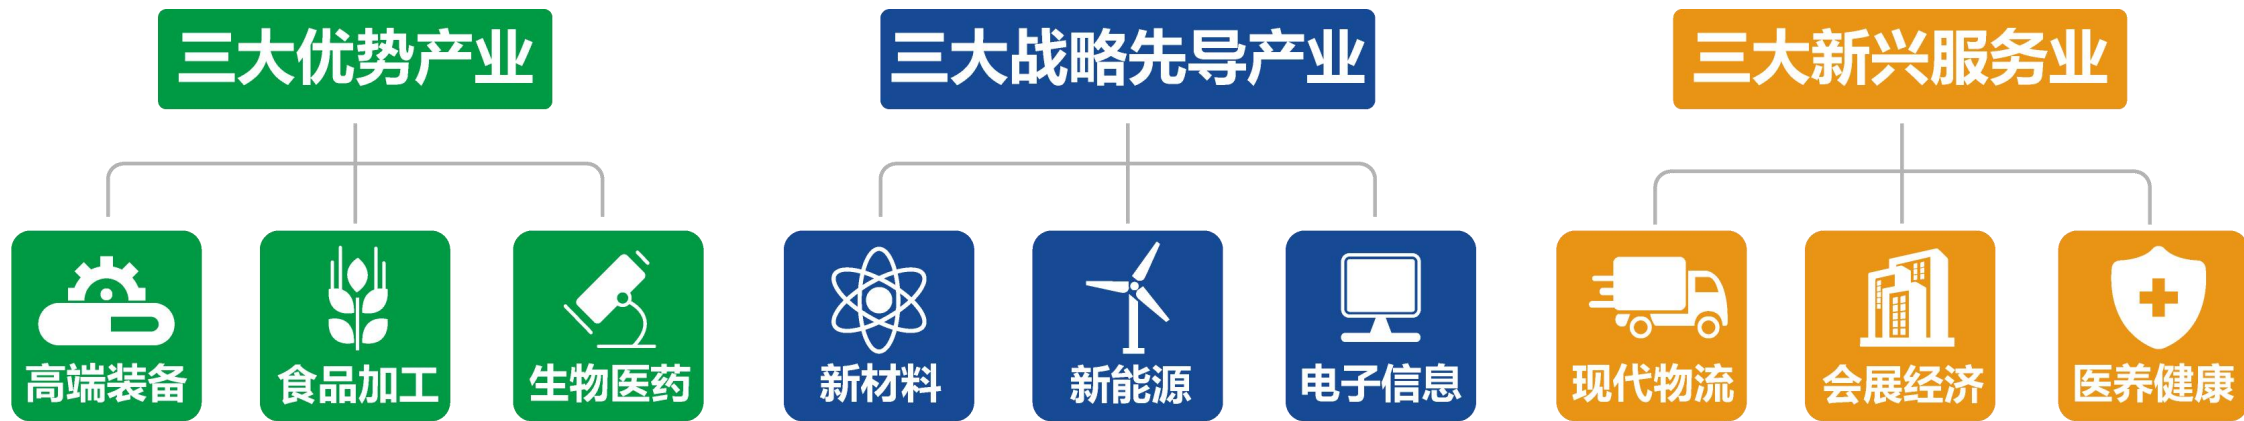 三大优势产业
高端装备
食品加工
生物医药
三大战略先导产业
新材料
新能源
电子信息
三大新兴服务业
现代物流
会展经济
医养健康